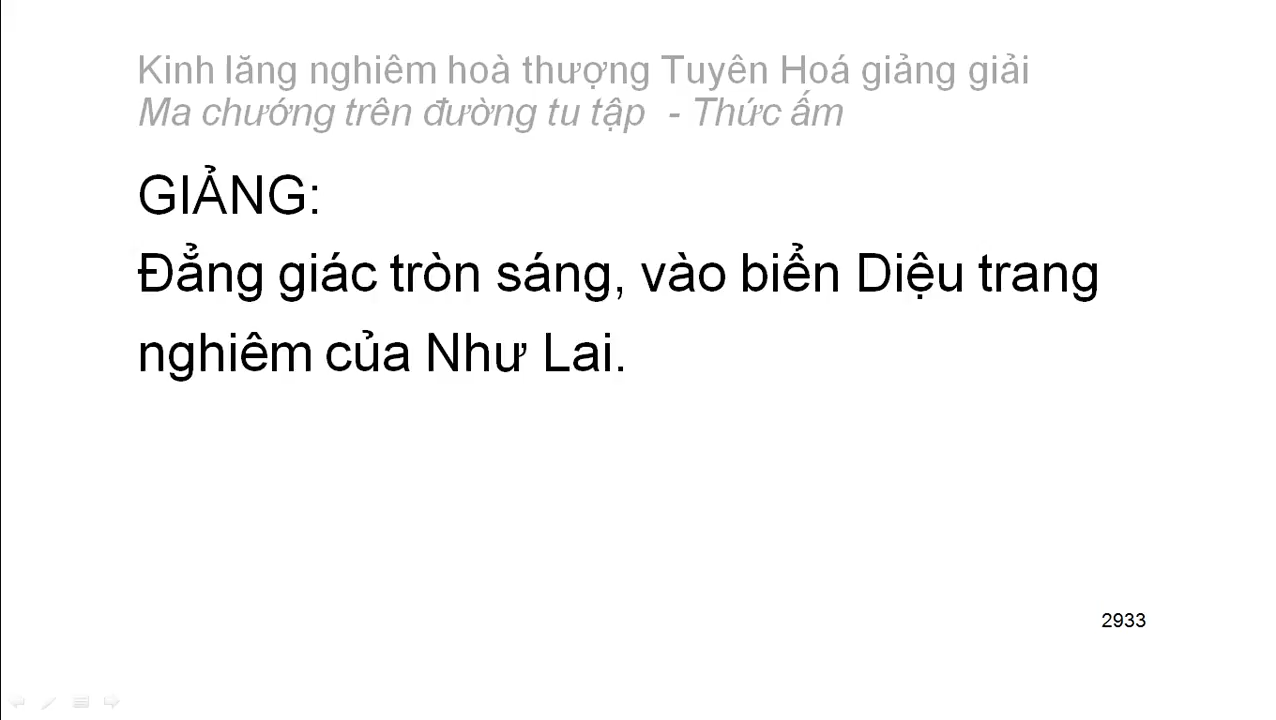 Kinh lăng nghiêm hoà thượng Tuyên Hoá giảng giải
Ma chướng trên đường tu tập - Thức ấm
GIẢNG:
Đẳng giác tròn sáng, vào biển Diệu trang
nghiêm của Như Lai.
2933